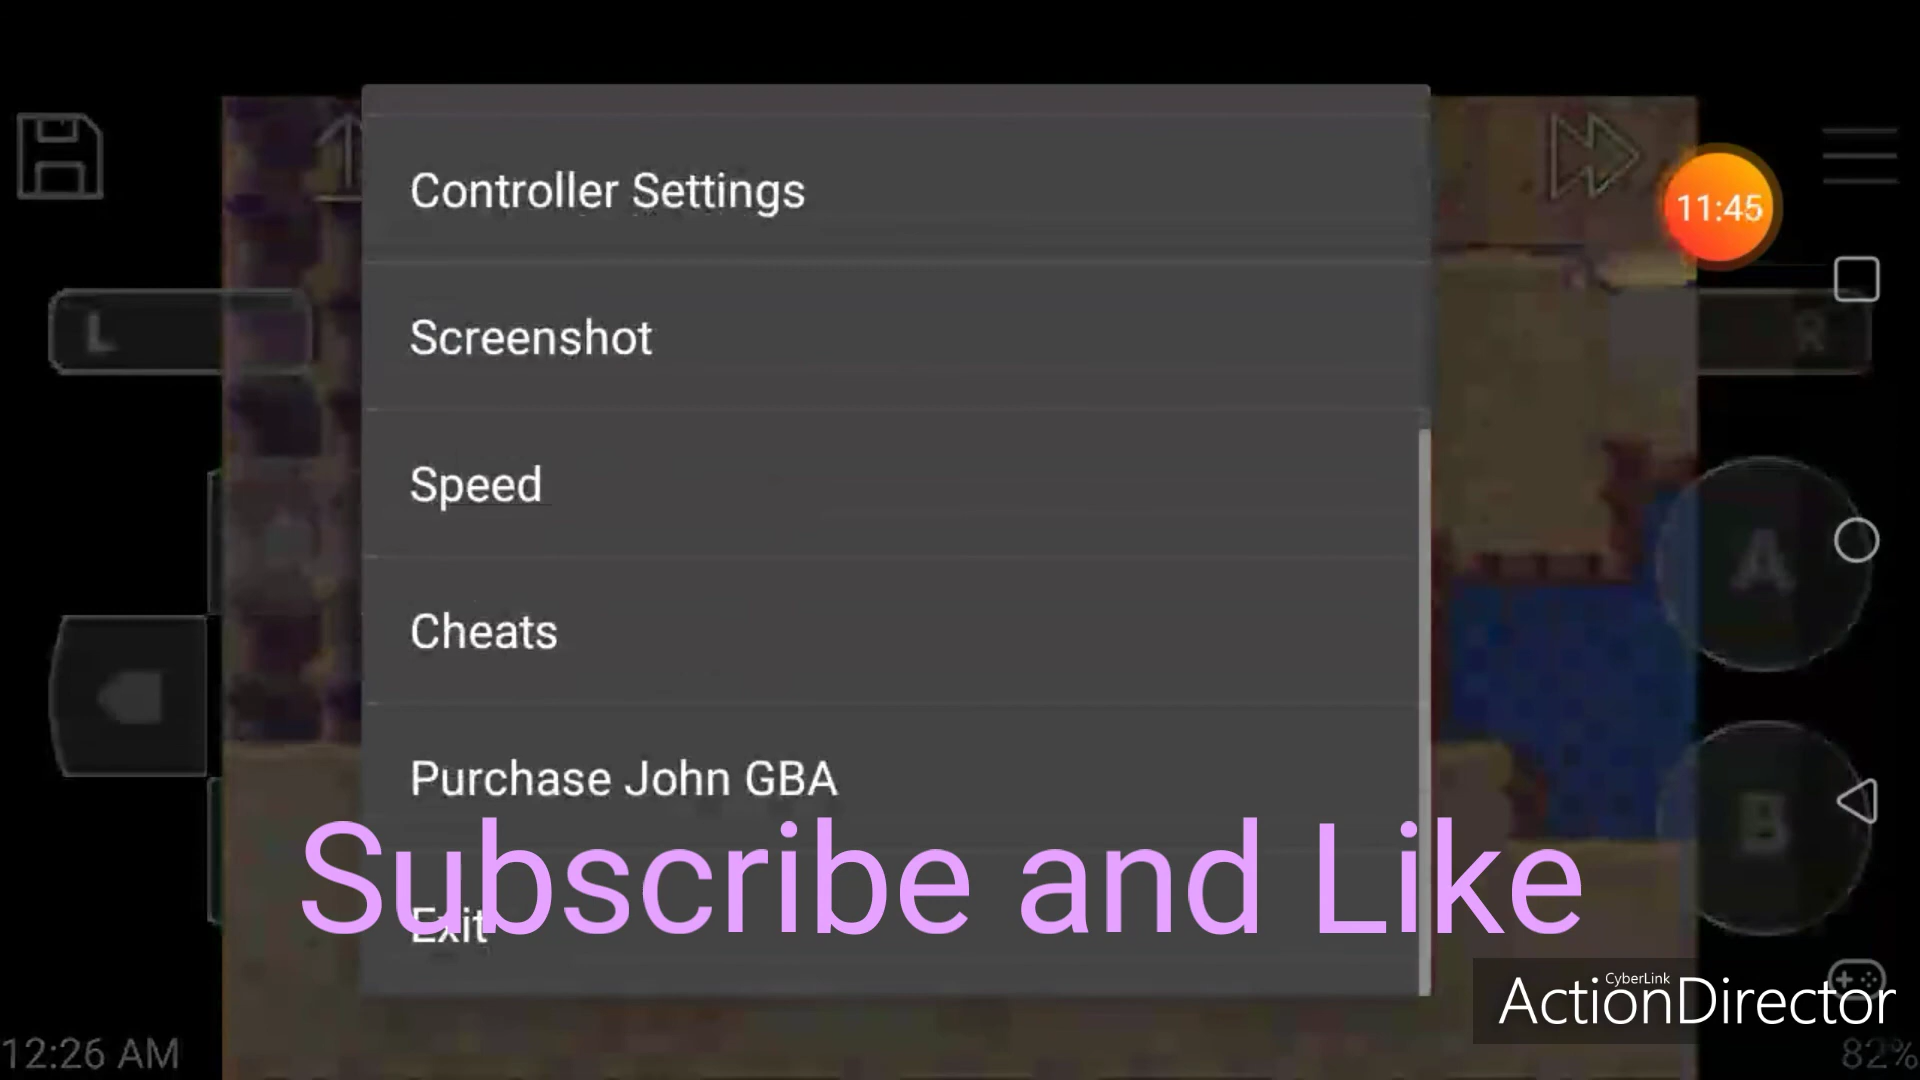 Controller Settings
11:45
L
R
Screenshot
Speed
A
Cheats
Purchase John GBA
B
Subscribe and Like
Exit
CyberLink
ActionDirector
12:26 AM
82%